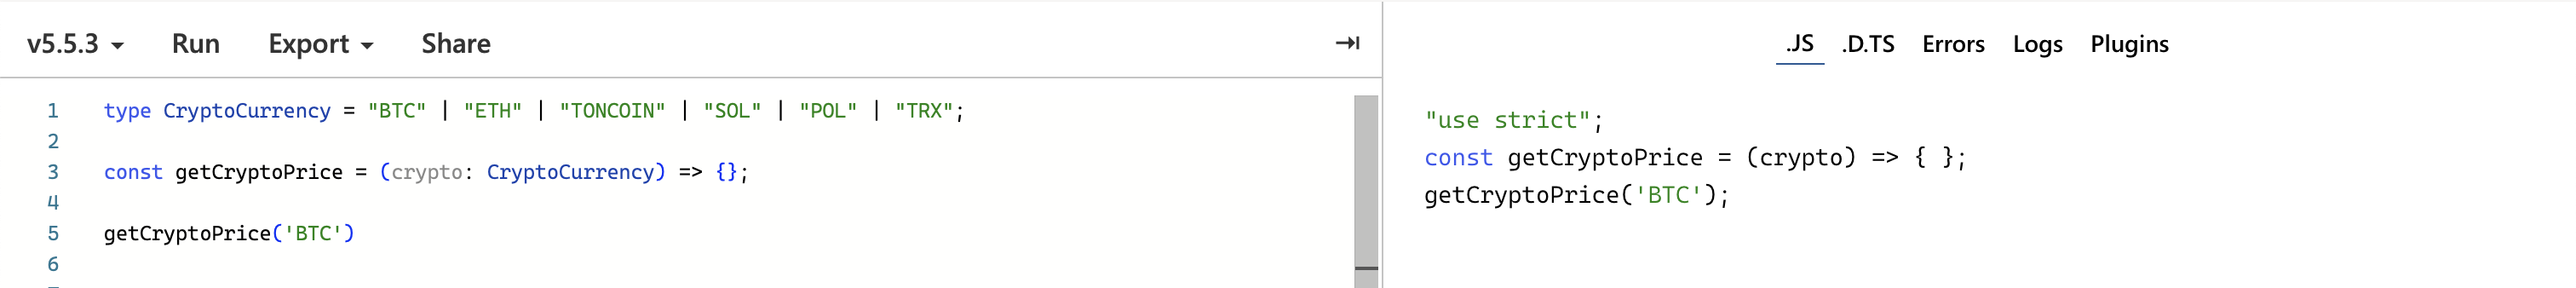 v5.5.3 Run Export Share
.JS .D.TS Errors Logs Plugins
1 type CryptoCurrency = "BTC" | "ETH" | "TONCOIN" | "SOL" | "POL" | "TRX";
2
3 const getCryptoPrice = (crypto: CryptoCurrency) => {};
4
5 getCryptoPrice('BTC')
6
"use strict";
const getCryptoPrice = (crypto) => { };
getCryptoPrice('BTC');